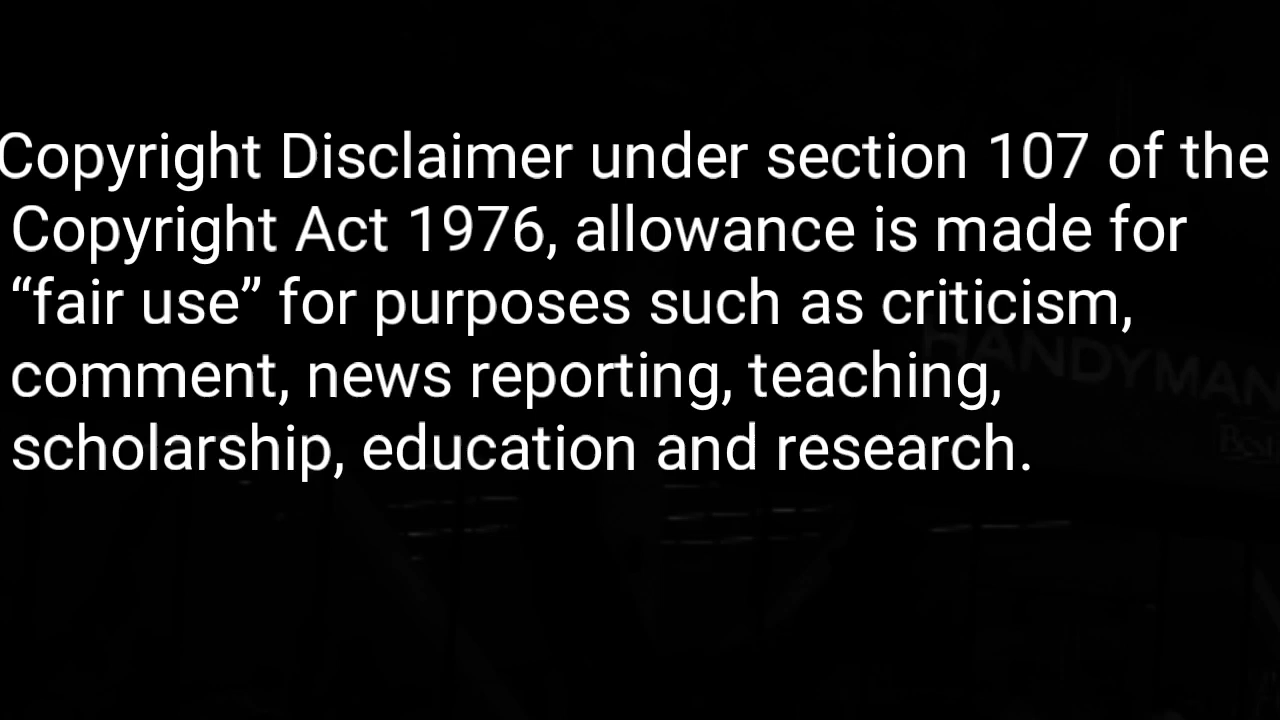 Copyright Disclaimer under section 107 of the
Copyright Act 1976, allowance is made for
“fair use” for purposes such as criticism,
comment, news reporting, teaching,
scholarship, education and research.
HANDYMAN